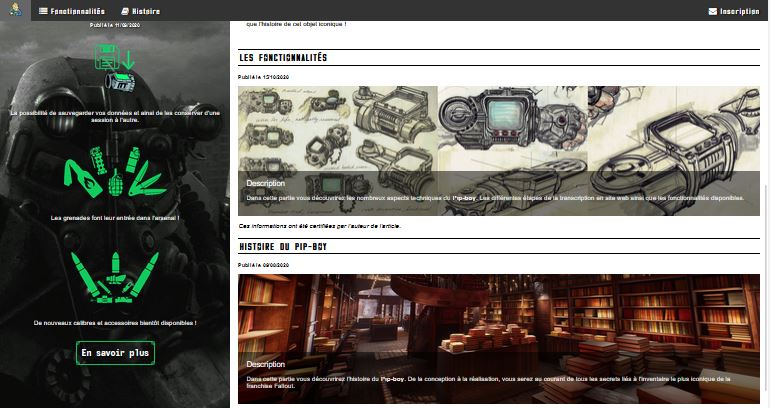 Fonctionnalités
Histoire
Inscription
Publié le 11/09/2020
La possibilité de sauvegarder vos données et ainsi de les conserver d'une
session à l'autre.
Les grenades font leur entrée dans l'arsenal !
De nouveaux calibres et accessoires bientôt disponibles !
En savoir plus
que l'histoire de cet objet iconique !
LES FONCTIONNALITÉS
Publié le 15/10/2020
Description
Dans cette partie vous découvrirez les nombreux aspects techniques du Pip-boy. Les différentes étapes de la transcription en site web ainsi que les fonctionnalités disponibles.
Ces informations ont été certifiées par l'auteur de l'article.
HISTOIRE DU PIP-BOY
Publié le 09/08/2020
Description
Dans cette partie vous découvrirez l'histoire du Pip-boy. De la conception à la réalisation, vous serez au courant de tous les secrets liés à l'inventaire le plus iconique de la
franchise Fallout.